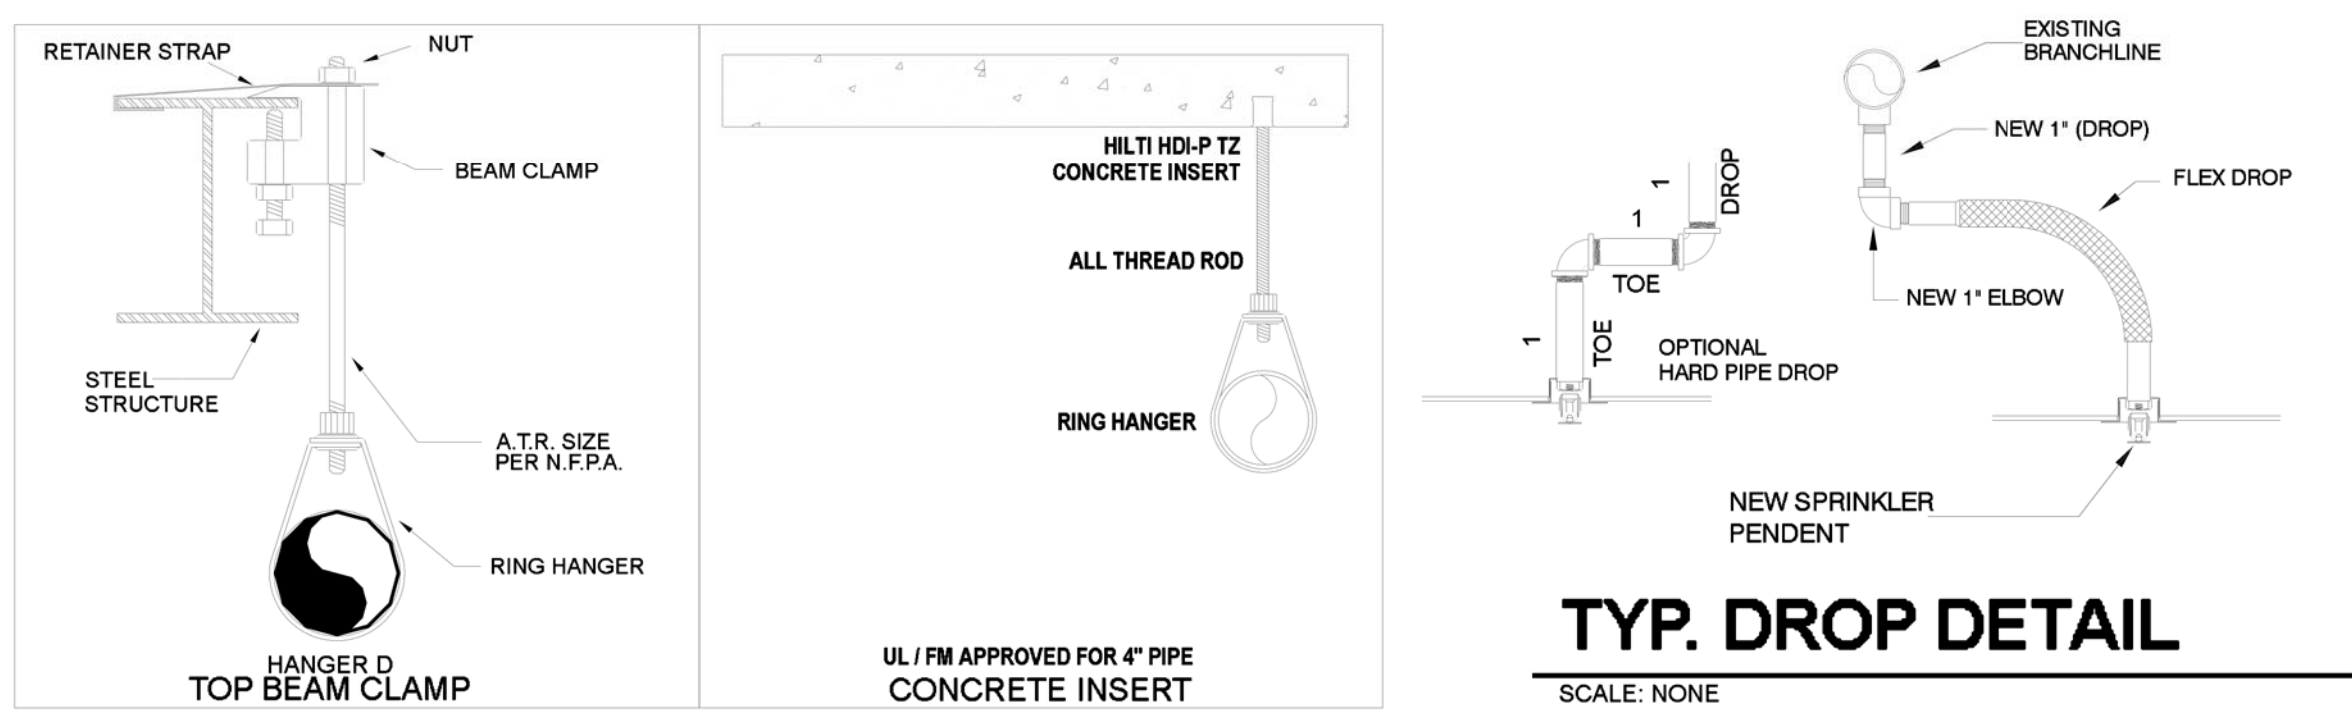 RETAINER STRAP
NUT
BEAM CLAMP
STEEL
STRUCTURE
A.T.R. SIZE
PER N.F.P.A.
RING HANGER
HANGER D
TOP BEAM CLAMP
HILTI HDI-P TZ
CONCRETE INSERT
ALL THREAD ROD
RING HANGER
UL / FM APPROVED FOR 4" PIPE
CONCRETE INSERT
1
DROP
1
TOE
1
TOE
OPTIONAL
HARD PIPE DROP
EXISTING
BRANCHLINE
NEW 1" (DROP)
FLEX DROP
NEW 1" ELBOW
NEW SPRINKLER
PENDENT
TYP. DROP DETAIL
SCALE: NONE